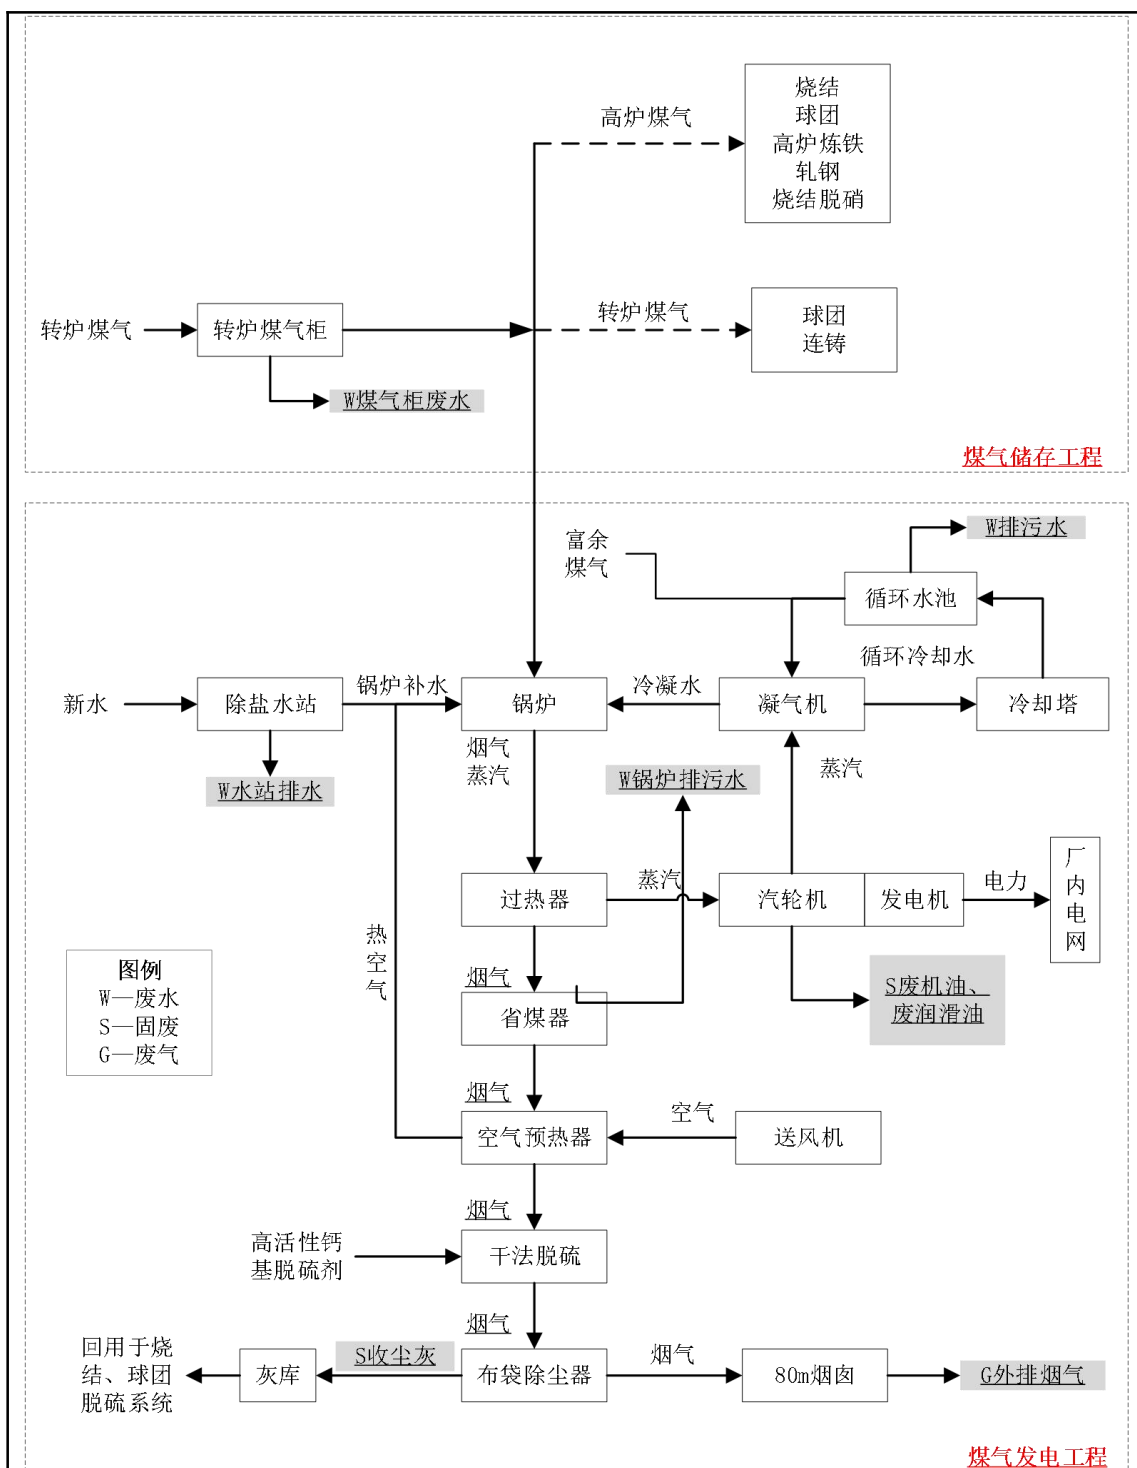 烧结
球团
高炉炼铁
轧钢
烧结脱硝
高炉煤气
转炉煤气
转炉煤气柜
转炉煤气
球团
连铸
W煤气柜废水
煤气储存工程
W排污水
富余
煤气
循环水池
循环冷却水
新水
除盐水站
锅炉补水
锅炉
冷凝水
凝气机
冷却塔
烟气
蒸汽
W水站排水
W锅炉排污水
蒸汽
过热器
蒸汽
汽轮机
发电机
电力
厂
内
电
网
热
空
气
图例
W—废水
S—固废
G—废气
烟气
省煤器
S废机油、
废润滑油
烟气
空气预热器
空气
送风机
烟气
高活性钙
基脱硫剂
干法脱硫
烟气
回用于烧
结、球团
脱硫系统
灰库
S收尘灰
布袋除尘器
烟气
80m烟囱
G外排烟气
煤气发电工程